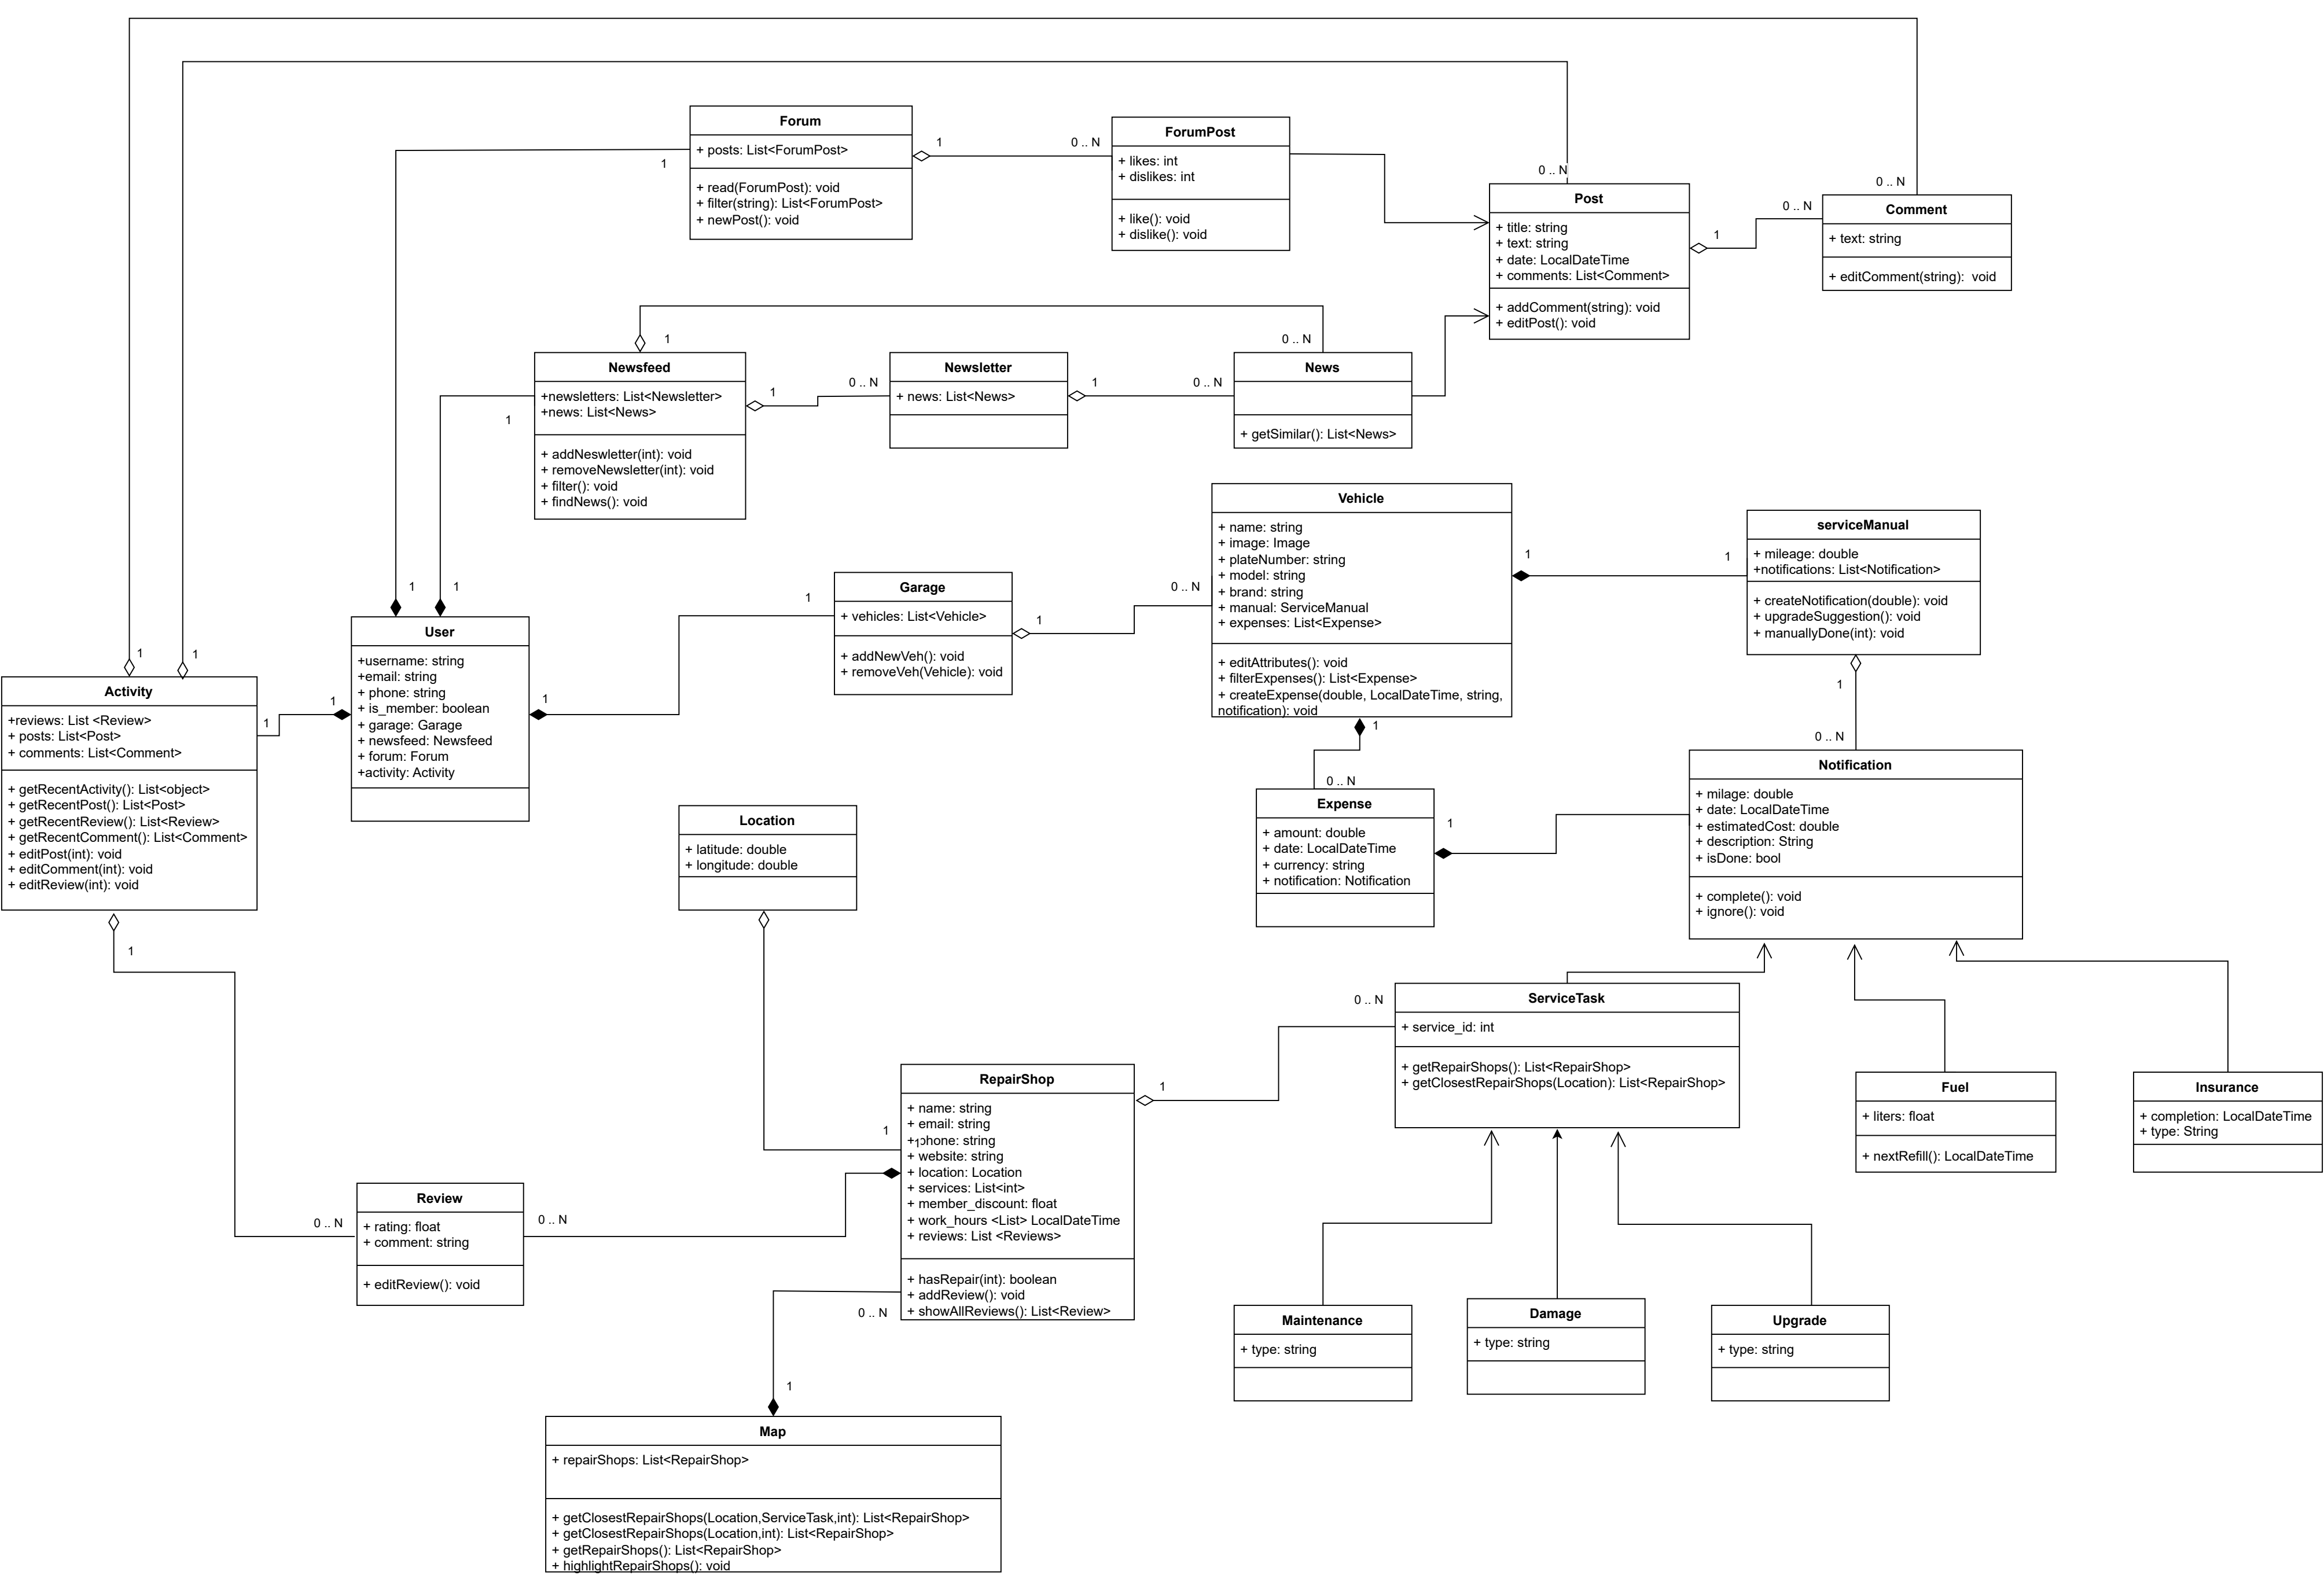 Forum
+ posts: List<ForumPost>
+ read(ForumPost): void
+ filter(string): List<ForumPost>
+ newPost(): void
1
1
0 .. N
ForumPost
+ likes: int
+ dislikes: int
+ like(): void
+ dislike(): void
0 .. N
Post
+ title: string
+ text: string
+ date: LocalDateTime
+ comments: List<Comment>
+ addComment(string): void
+ editPost(): void
1
0 .. N
0 .. N
Comment
+ text: string
+ editComment(string):  void
1
0 .. N
Newsfeed
+newsletters: List<Newsletter>
+news: List<News>
+ addNeswletter(int): void
+ removeNewsletter(int): void
+ filter(): void
+ findNews(): void
1
1
0 .. N
Newsletter
+ news: List<News>
1
0 .. N
News
+ getSimilar(): List<News>
Vehicle
+ name: string
+ image: Image
+ plateNumber: string
+ model: string
+ brand: string
+ manual: ServiceManual
+ expenses: List<Expense>
+ editAttributes(): void
+ filterExpenses(): List<Expense>
+ createExpense(double, LocalDateTime, string,
notification): void
1
1
serviceManual
+ mileage: double
+notifications: List<Notification>
+ createNotification(double): void
+ upgradeSuggestion(): void
+ manuallyDone(int): void
1
0 .. N
Garage
+ vehicles: List<Vehicle>
+ addNewVeh(): void
+ removeVeh(Vehicle): void
1
1
0 .. N
1
1
User
+username: string
+email: string
+ phone: string
+ is_member: boolean
+ garage: Garage
+ newsfeed: Newsfeed
+ forum: Forum
+activity: Activity
1
1
1
1
1
Activity
+reviews: List <Review>
+ posts: List<Post>
+ comments: List<Comment>
+ getRecentActivity(): List<object>
+ getRecentPost(): List<Post>
+ getRecentReview(): List<Review>
+ getRecentComment(): List<Comment>
+ editPost(int): void
+ editComment(int): void
+ editReview(int): void
1
1
0 .. N
Expense
+ amount: double
+ date: LocalDateTime
+ currency: string
+ notification: Notification
1
Notification
+ milage: double
+ date: LocalDateTime
+ estimatedCost: double
+ description: String
+ isDone: bool
+ complete(): void
+ ignore(): void
Location
+ latitude: double
+ longitude: double
0 .. N
ServiceTask
+ service_id: int
+ getRepairShops(): List<RepairShop>
+ getClosestRepairShops(Location): List<RepairShop>
1
1
RepairShop
+ name: string
+ email: string
+ phone: string
1
+ website: string
+ location: Location
+ services: List<int>
+ member_discount: float
+ work_hours <List> LocalDateTime
+ reviews: List <Reviews>
+ hasRepair(int): boolean
+ addReview(): void
+ showAllReviews(): List<Review>
Fuel
+ liters: float
+ nextRefill(): LocalDateTime
Insurance
+ completion: LocalDateTime
+ type: String
0 .. N
Review
+ rating: float
+ comment: string
+ editReview(): void
0 .. N
0 .. N
1
Maintenance
+ type: string
Damage
+ type: string
Upgrade
+ type: string
Map
+ repairShops: List<RepairShop>
+ getClosestRepairShops(Location,ServiceTask,int): List<RepairShop>
+ getClosestRepairShops(Location,int): List<RepairShop>
+ getRepairShops(): List<RepairShop>
+ highlightRepairShops(): void